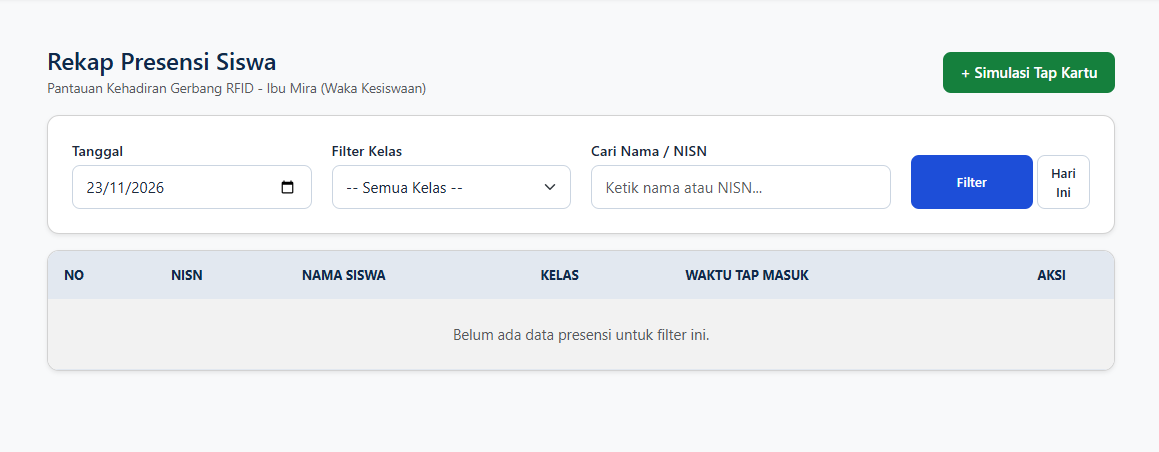 Rekap Presensi Siswa
Pantauan Kehadiran Gerbang RFID - Ibu Mira (Waka Kesiswaan)
+ Simulasi Tap Kartu
Tanggal
23/11/2026
Filter Kelas
-- Semua Kelas --
Cari Nama / NISN
Ketik nama atau NISN...
Filter
Hari
Ini
NO NISN NAMA SISWA KELAS WAKTU TAP MASUK AKSI
Belum ada data presensi untuk filter ini.